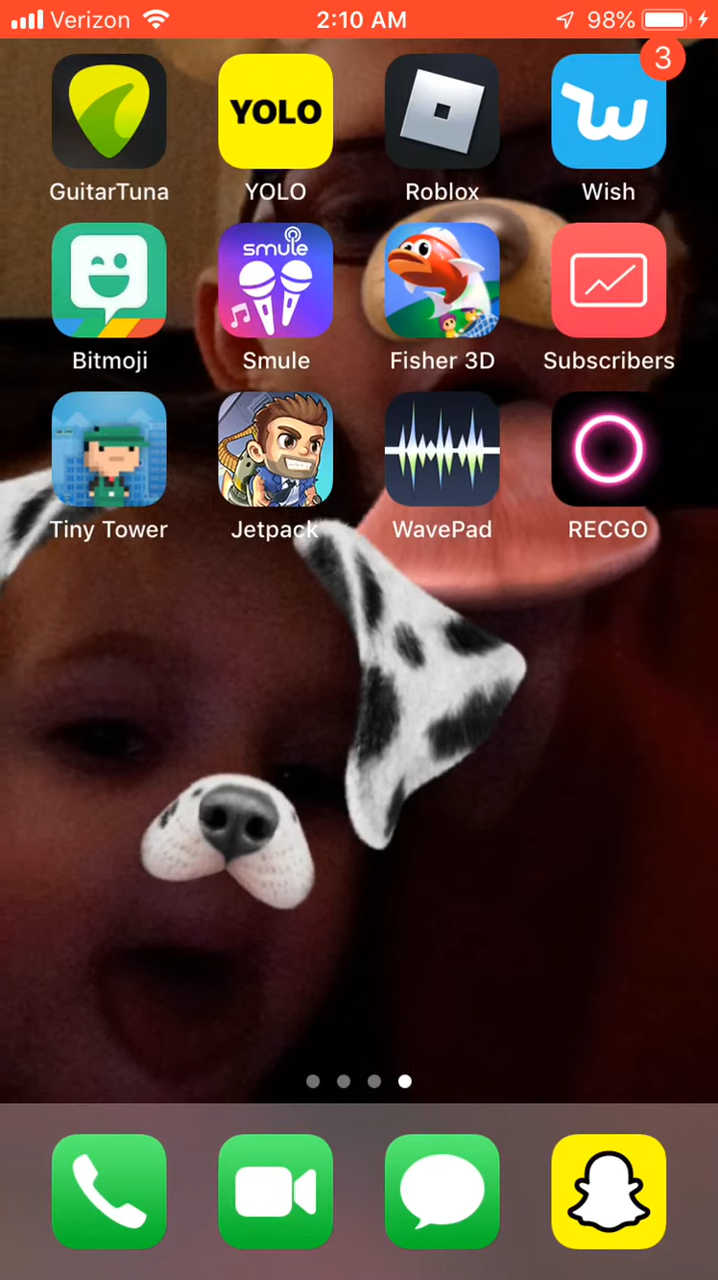 Verizon 2:10 AM 98%
3
YOLO
GuitarTuna YOLO Roblox Wish
smule
Bitmoji Smule Fisher 3D Subscribers
Tiny Tower Jetpack WavePad RECGO